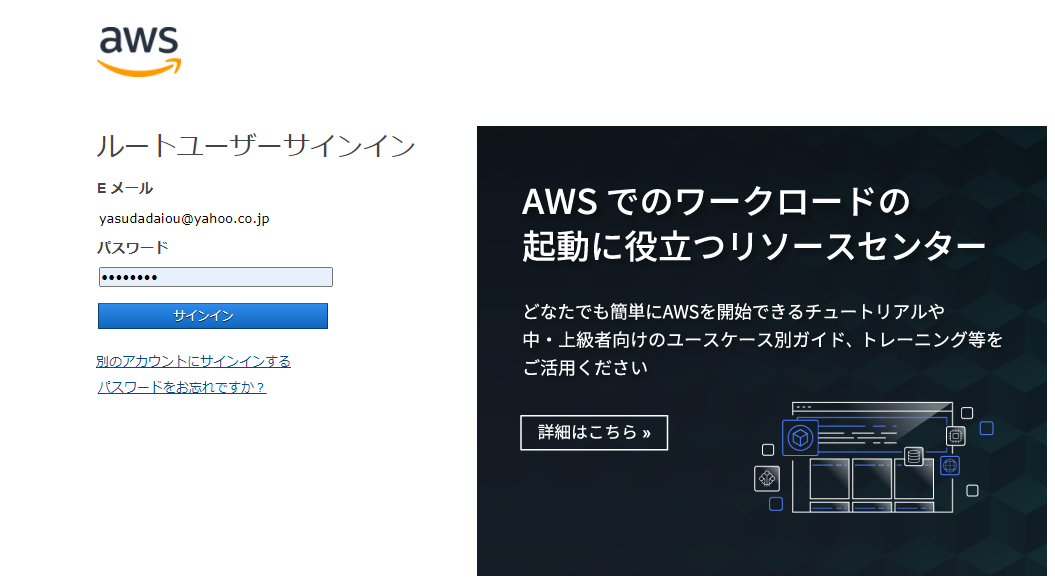 aws
ルートユーザーサインイン
E メール
yasudadaiou@yahoo.co.jp
パスワード
••••••••
サインイン
別のアカウントにサインインする
パスワードをお忘れですか？
AWS でのワークロードの
起動に役立つリソースセンター
どなたでも簡単にAWSを開始できるチュートリアルや
中・上級者向けのユースケース別ガイド、トレーニング等を
ご活用ください
詳細はこちら »